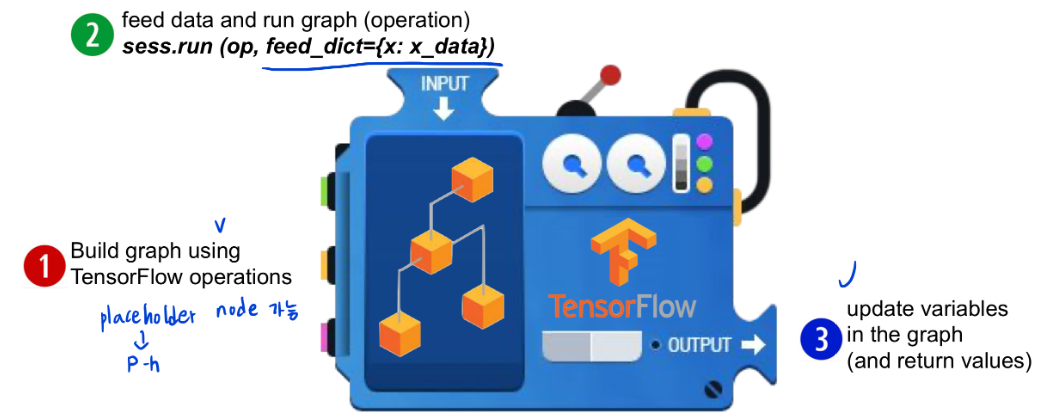 2 feed data and run graph (operation)
sess.run (op, feed_dict={x: x_data})
INPUT
1 Build graph using
TensorFlow operations
placeholder node 가능
P-h
TensorFlow
OUTPUT
3 update variables
in the graph
(and return values)